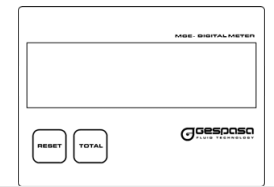 MGE- DIGITAL METER
RESET TOTAL
Gespasa
FLUID TECHNOLOGY